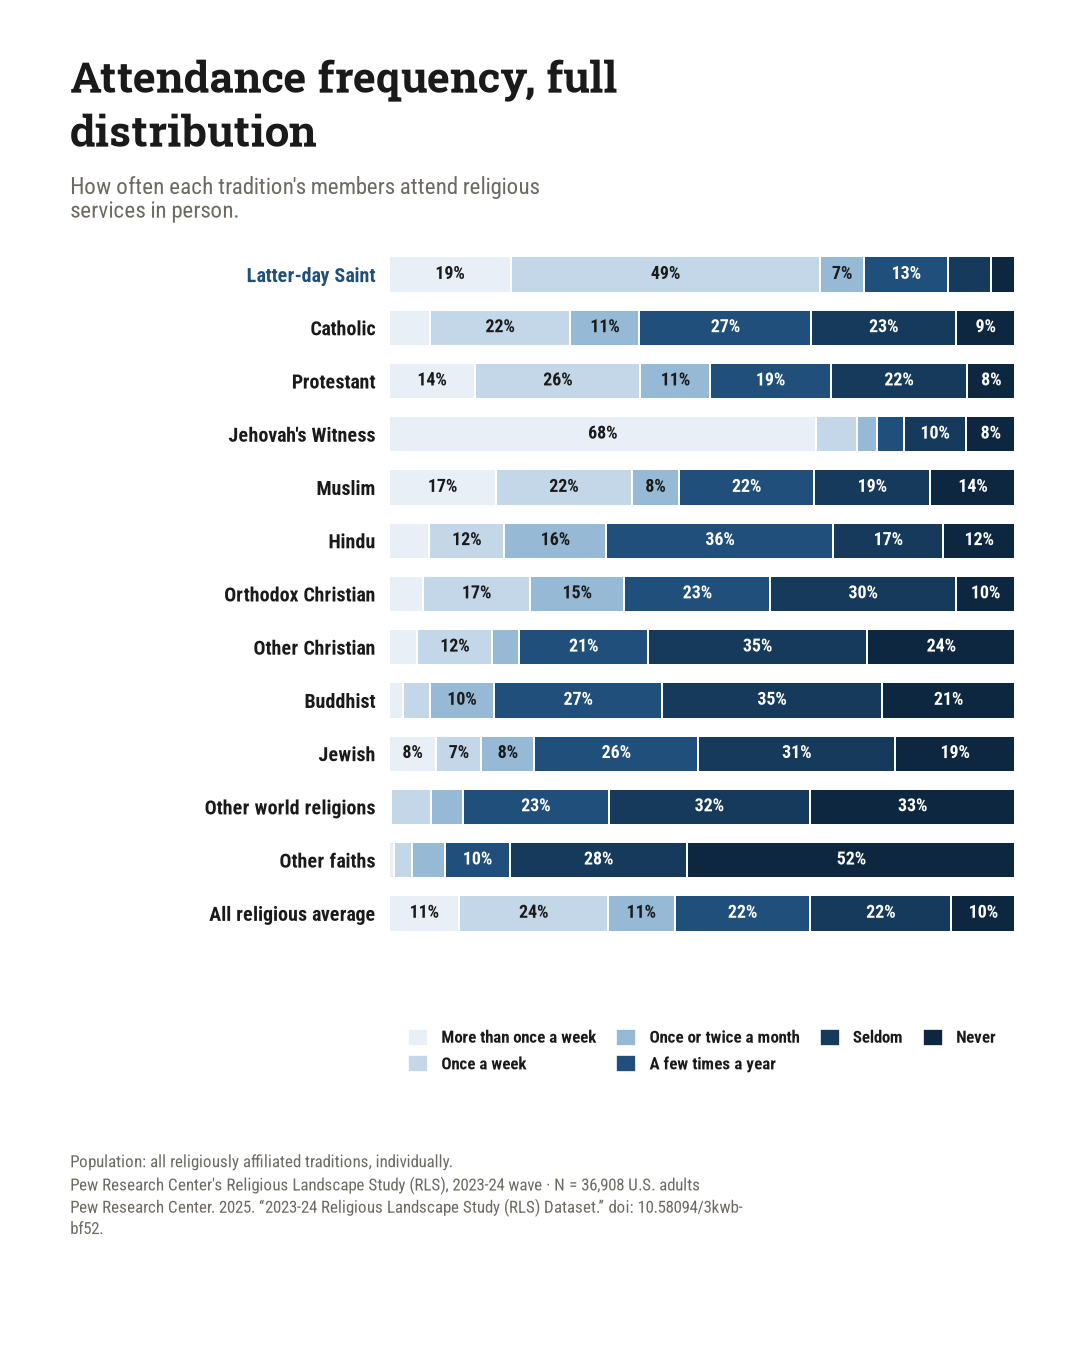 Attendance frequency, full
distribution
How often each tradition's members attend religious
services in person.
Latter-day Saint 19% 49% 7% 13%
Catholic 22% 11% 27% 23% 9%
Protestant 14% 26% 11% 19% 22% 8%
Jehovah's Witness 68% 10% 8%
Muslim 17% 22% 8% 22% 19% 14%
Hindu 12% 16% 36% 17% 12%
Orthodox Christian 17% 15% 23% 30% 10%
Other Christian 12% 21% 35% 24%
Buddhist 10% 27% 35% 21%
Jewish 8% 7% 8% 26% 31% 19%
Other world religions 23% 32% 33%
Other faiths 10% 28% 52%
All religious average 11% 24% 11% 22% 22% 10%
More than once a week Once or twice a month Seldom Never
Once a week A few times a year
Population: all religiously affiliated traditions, individually.
Pew Research Center's Religious Landscape Study (RLS), 2023-24 wave · N = 36,908 U.S. adults
Pew Research Center. 2025. “2023-24 Religious Landscape Study (RLS) Dataset.” doi: 10.58094/3kwb-
bf52.